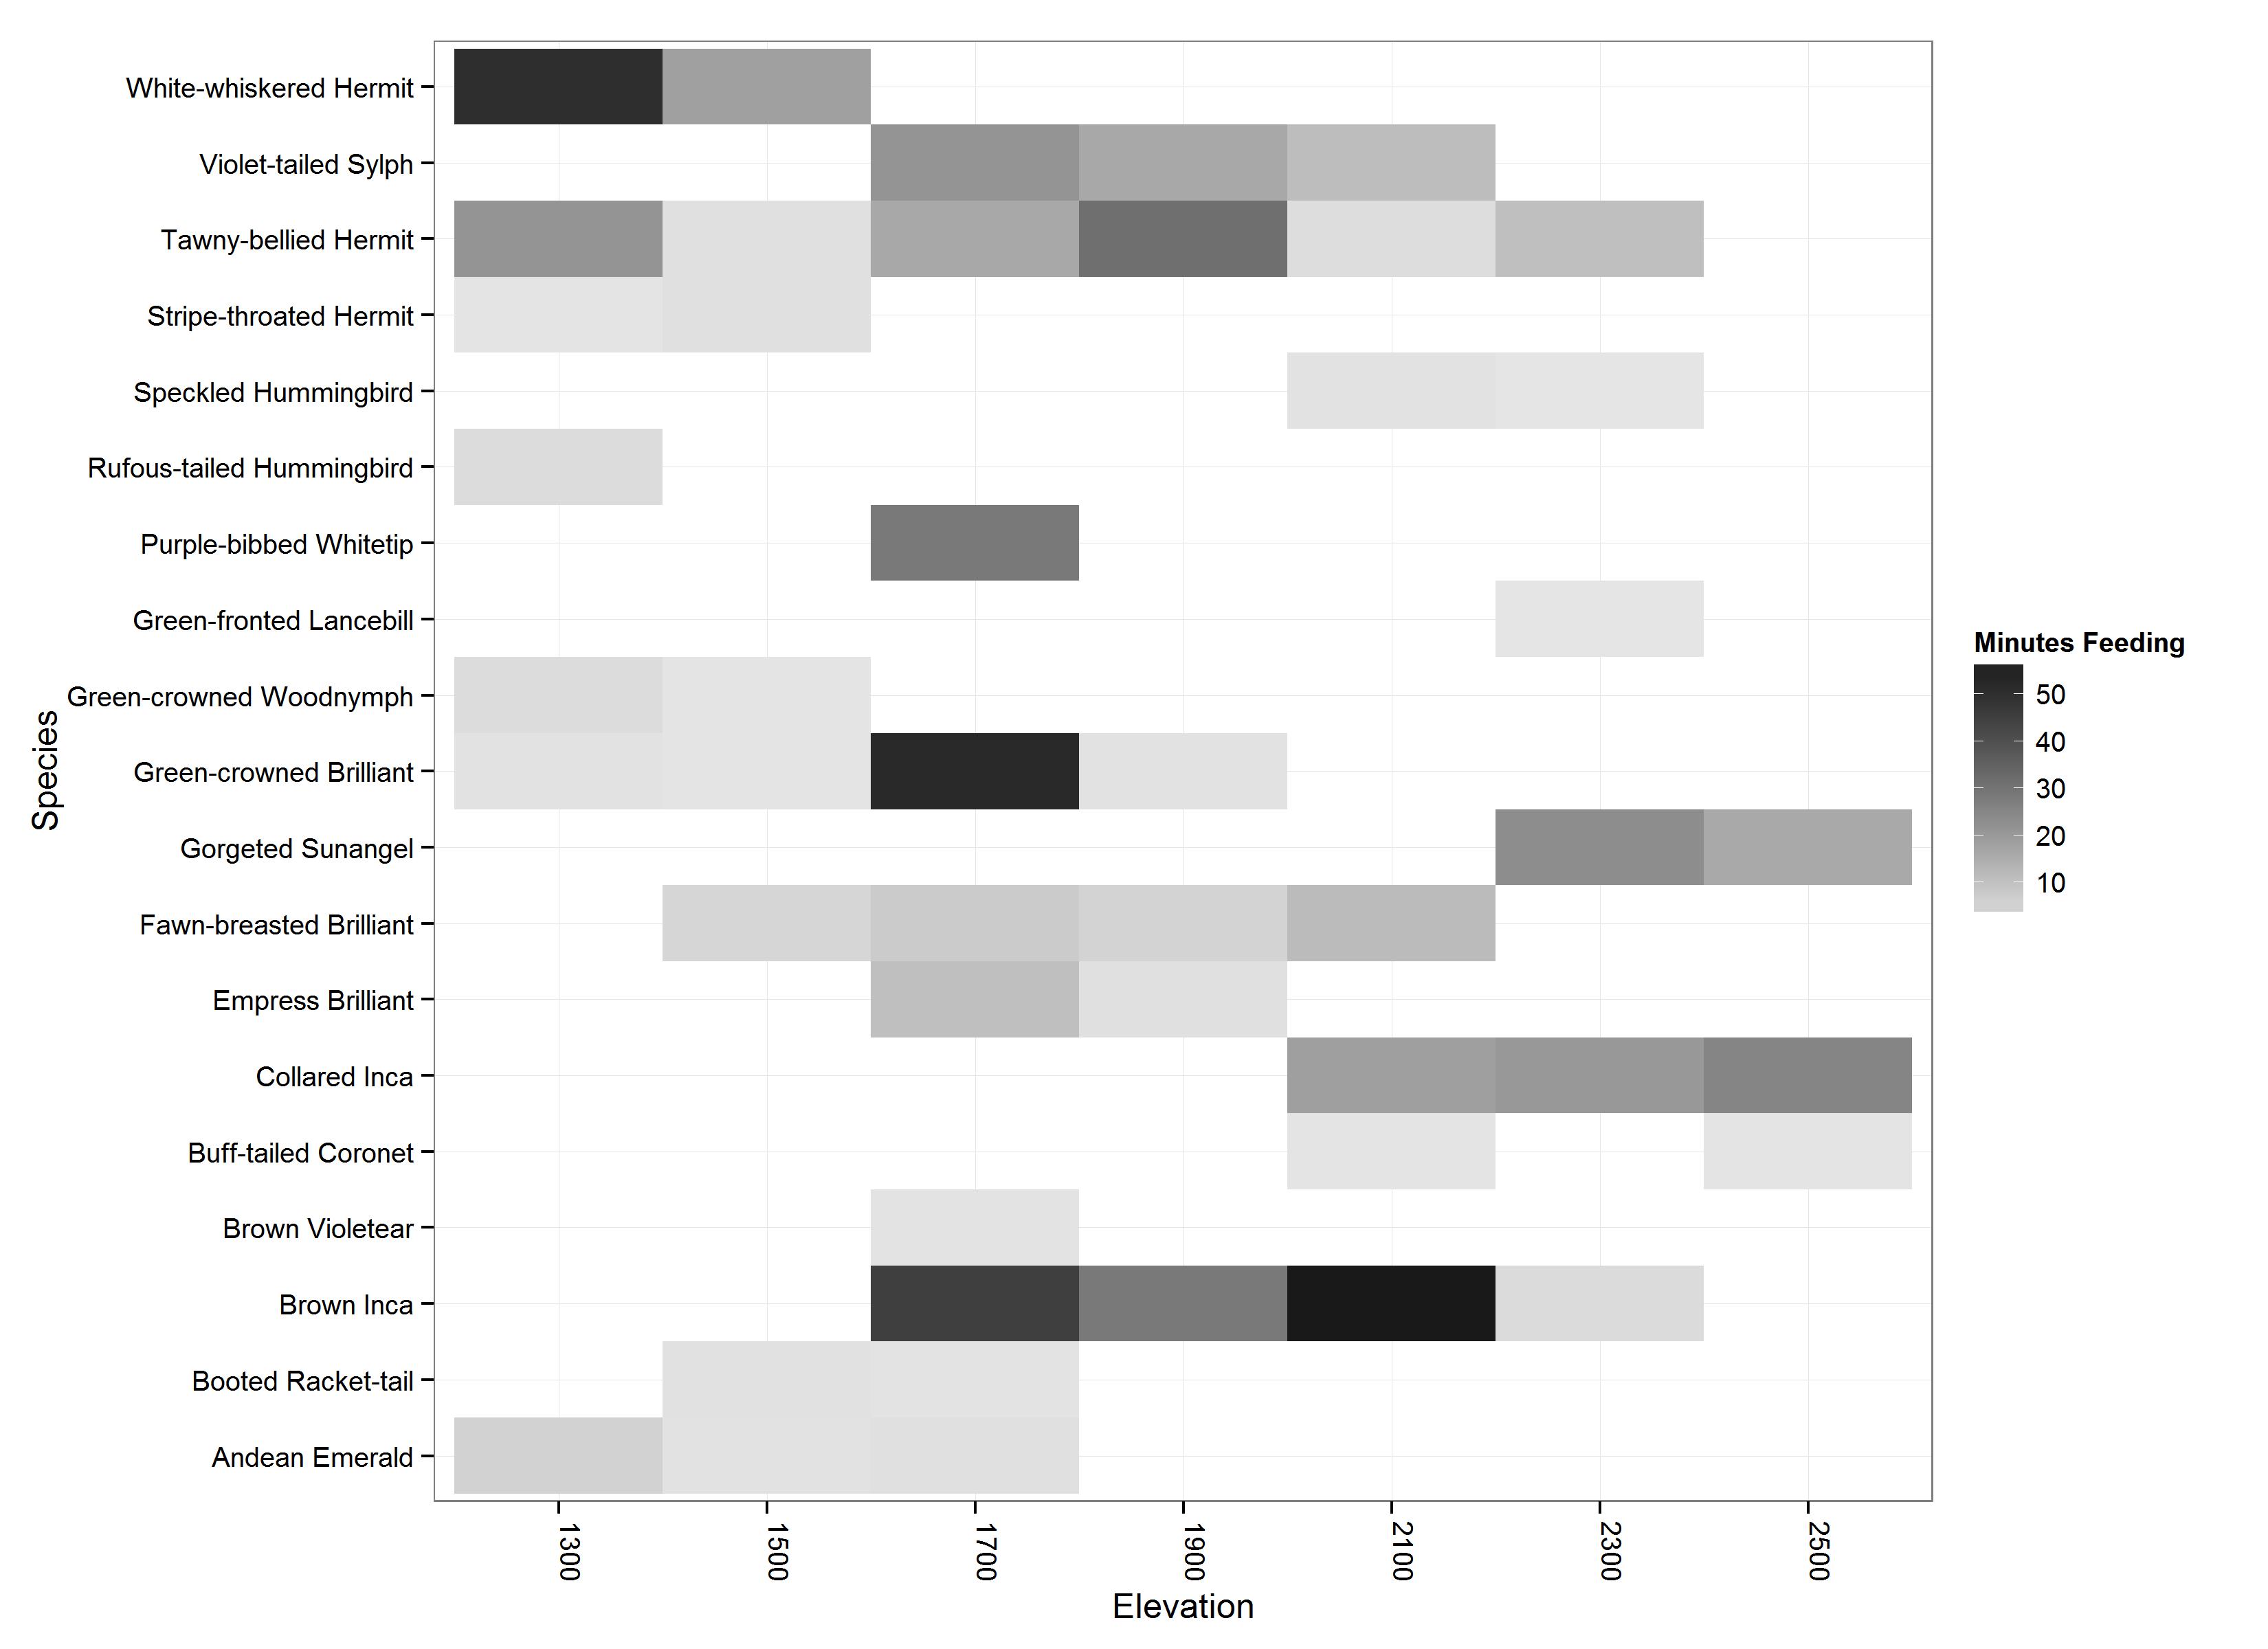 White-whiskered Hermit
Violet-tailed Sylph
Tawny-bellied Hermit
Stripe-throated Hermit
Speckled Hummingbird
Rufous-tailed Hummingbird
Purple-bibbed Whitetip
Green-fronted Lancebill
Green-crowned Woodnymph
Green-crowned Brilliant
Gorgeted Sunangel
Fawn-breasted Brilliant
Empress Brilliant
Collared Inca
Buff-tailed Coronet
Brown Violetear
Brown Inca
Booted Racket-tail
Andean Emerald
Species
1300
1500
1700
1900
2100
2300
2500
Elevation
Minutes Feeding
50
40
30
20
10